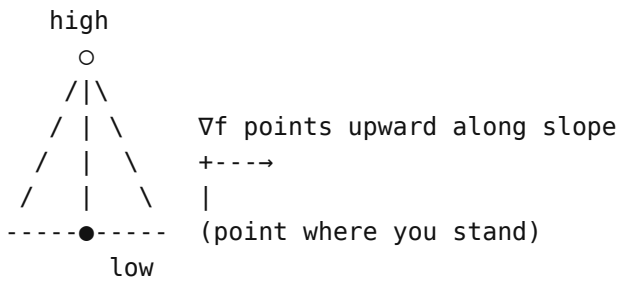 high
○
/|\
/ | \ ∇f points upward along slope
/ | \ +---→
/ | \ |
-----●----- (point where you stand)
low